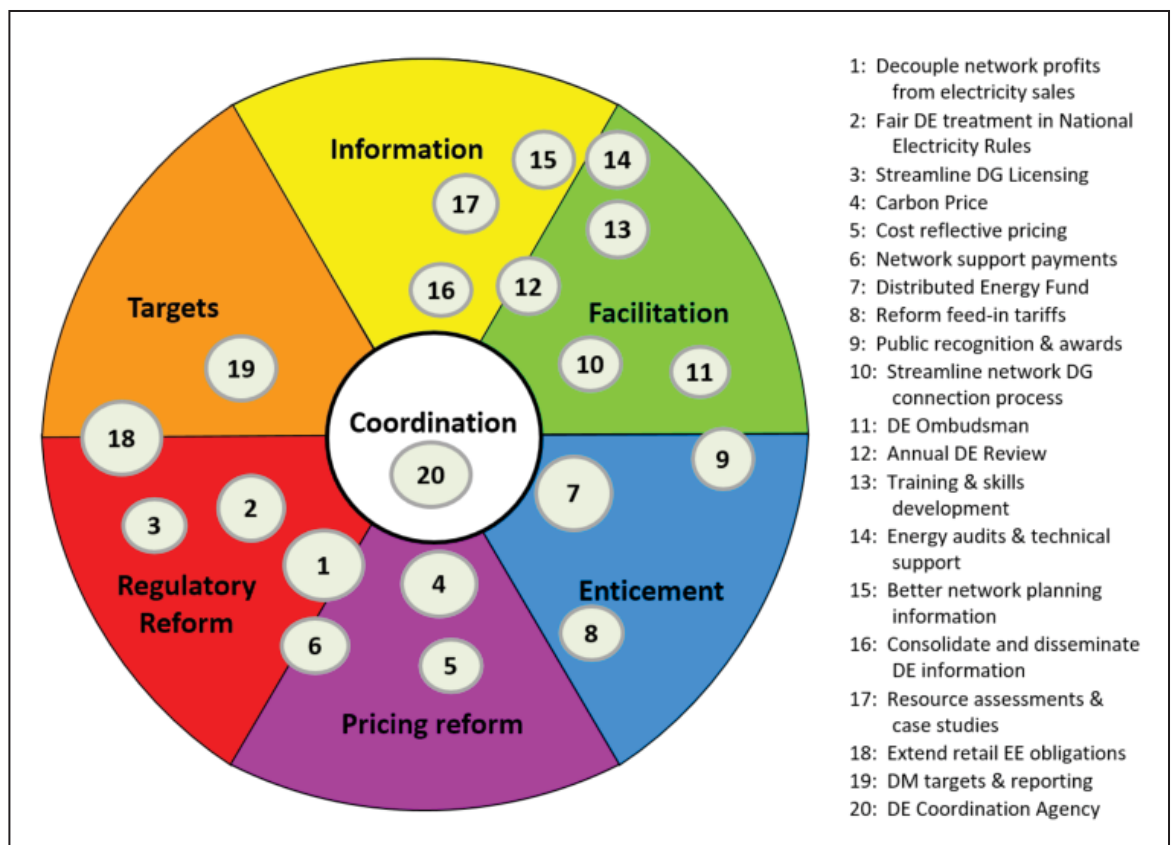 Information
15
14
17
13
16
12
Targets
Facilitation
19
10
11
Coordination
18
20
9
7
2
3
1
4
Regulatory
Reform
Enticement
6
8
5
Pricing reform
1: Decouple network profits
from electricity sales
2: Fair DE treatment in National
Electricity Rules
3: Streamline DG Licensing
4: Carbon Price
5: Cost reflective pricing
6: Network support payments
7: Distributed Energy Fund
8: Reform feed-in tariffs
9: Public recognition & awards
10: Streamline network DG
connection process
11: DE Ombudsman
12: Annual DE Review
13: Training & skills
development
14: Energy audits & technical
support
15: Better network planning
information
16: Consolidate and disseminate
DE information
17: Resource assessments &
case studies
18: Extend retail EE obligations
19: DM targets & reporting
20: DE Coordination Agency